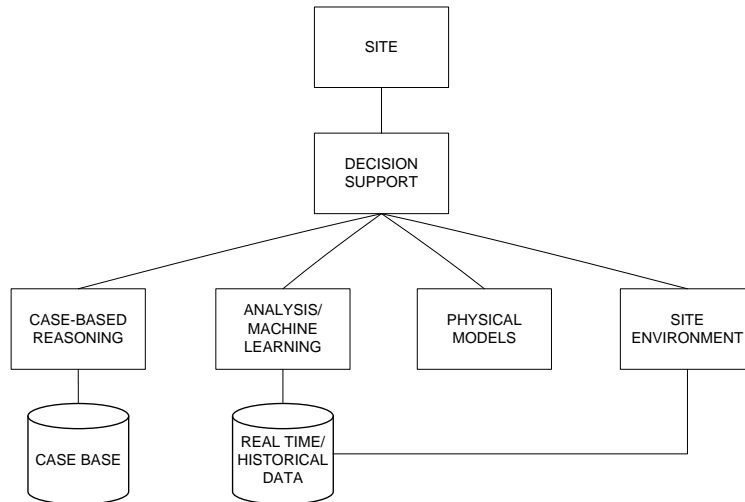 SITE
DECISION
SUPPORT
CASE-BASED
REASONING
ANALYSIS/
MACHINE
LEARNING
PHYSICAL
MODELS
SITE
ENVIRONMENT
CASE BASE
REAL TIME/
HISTORICAL
DATA